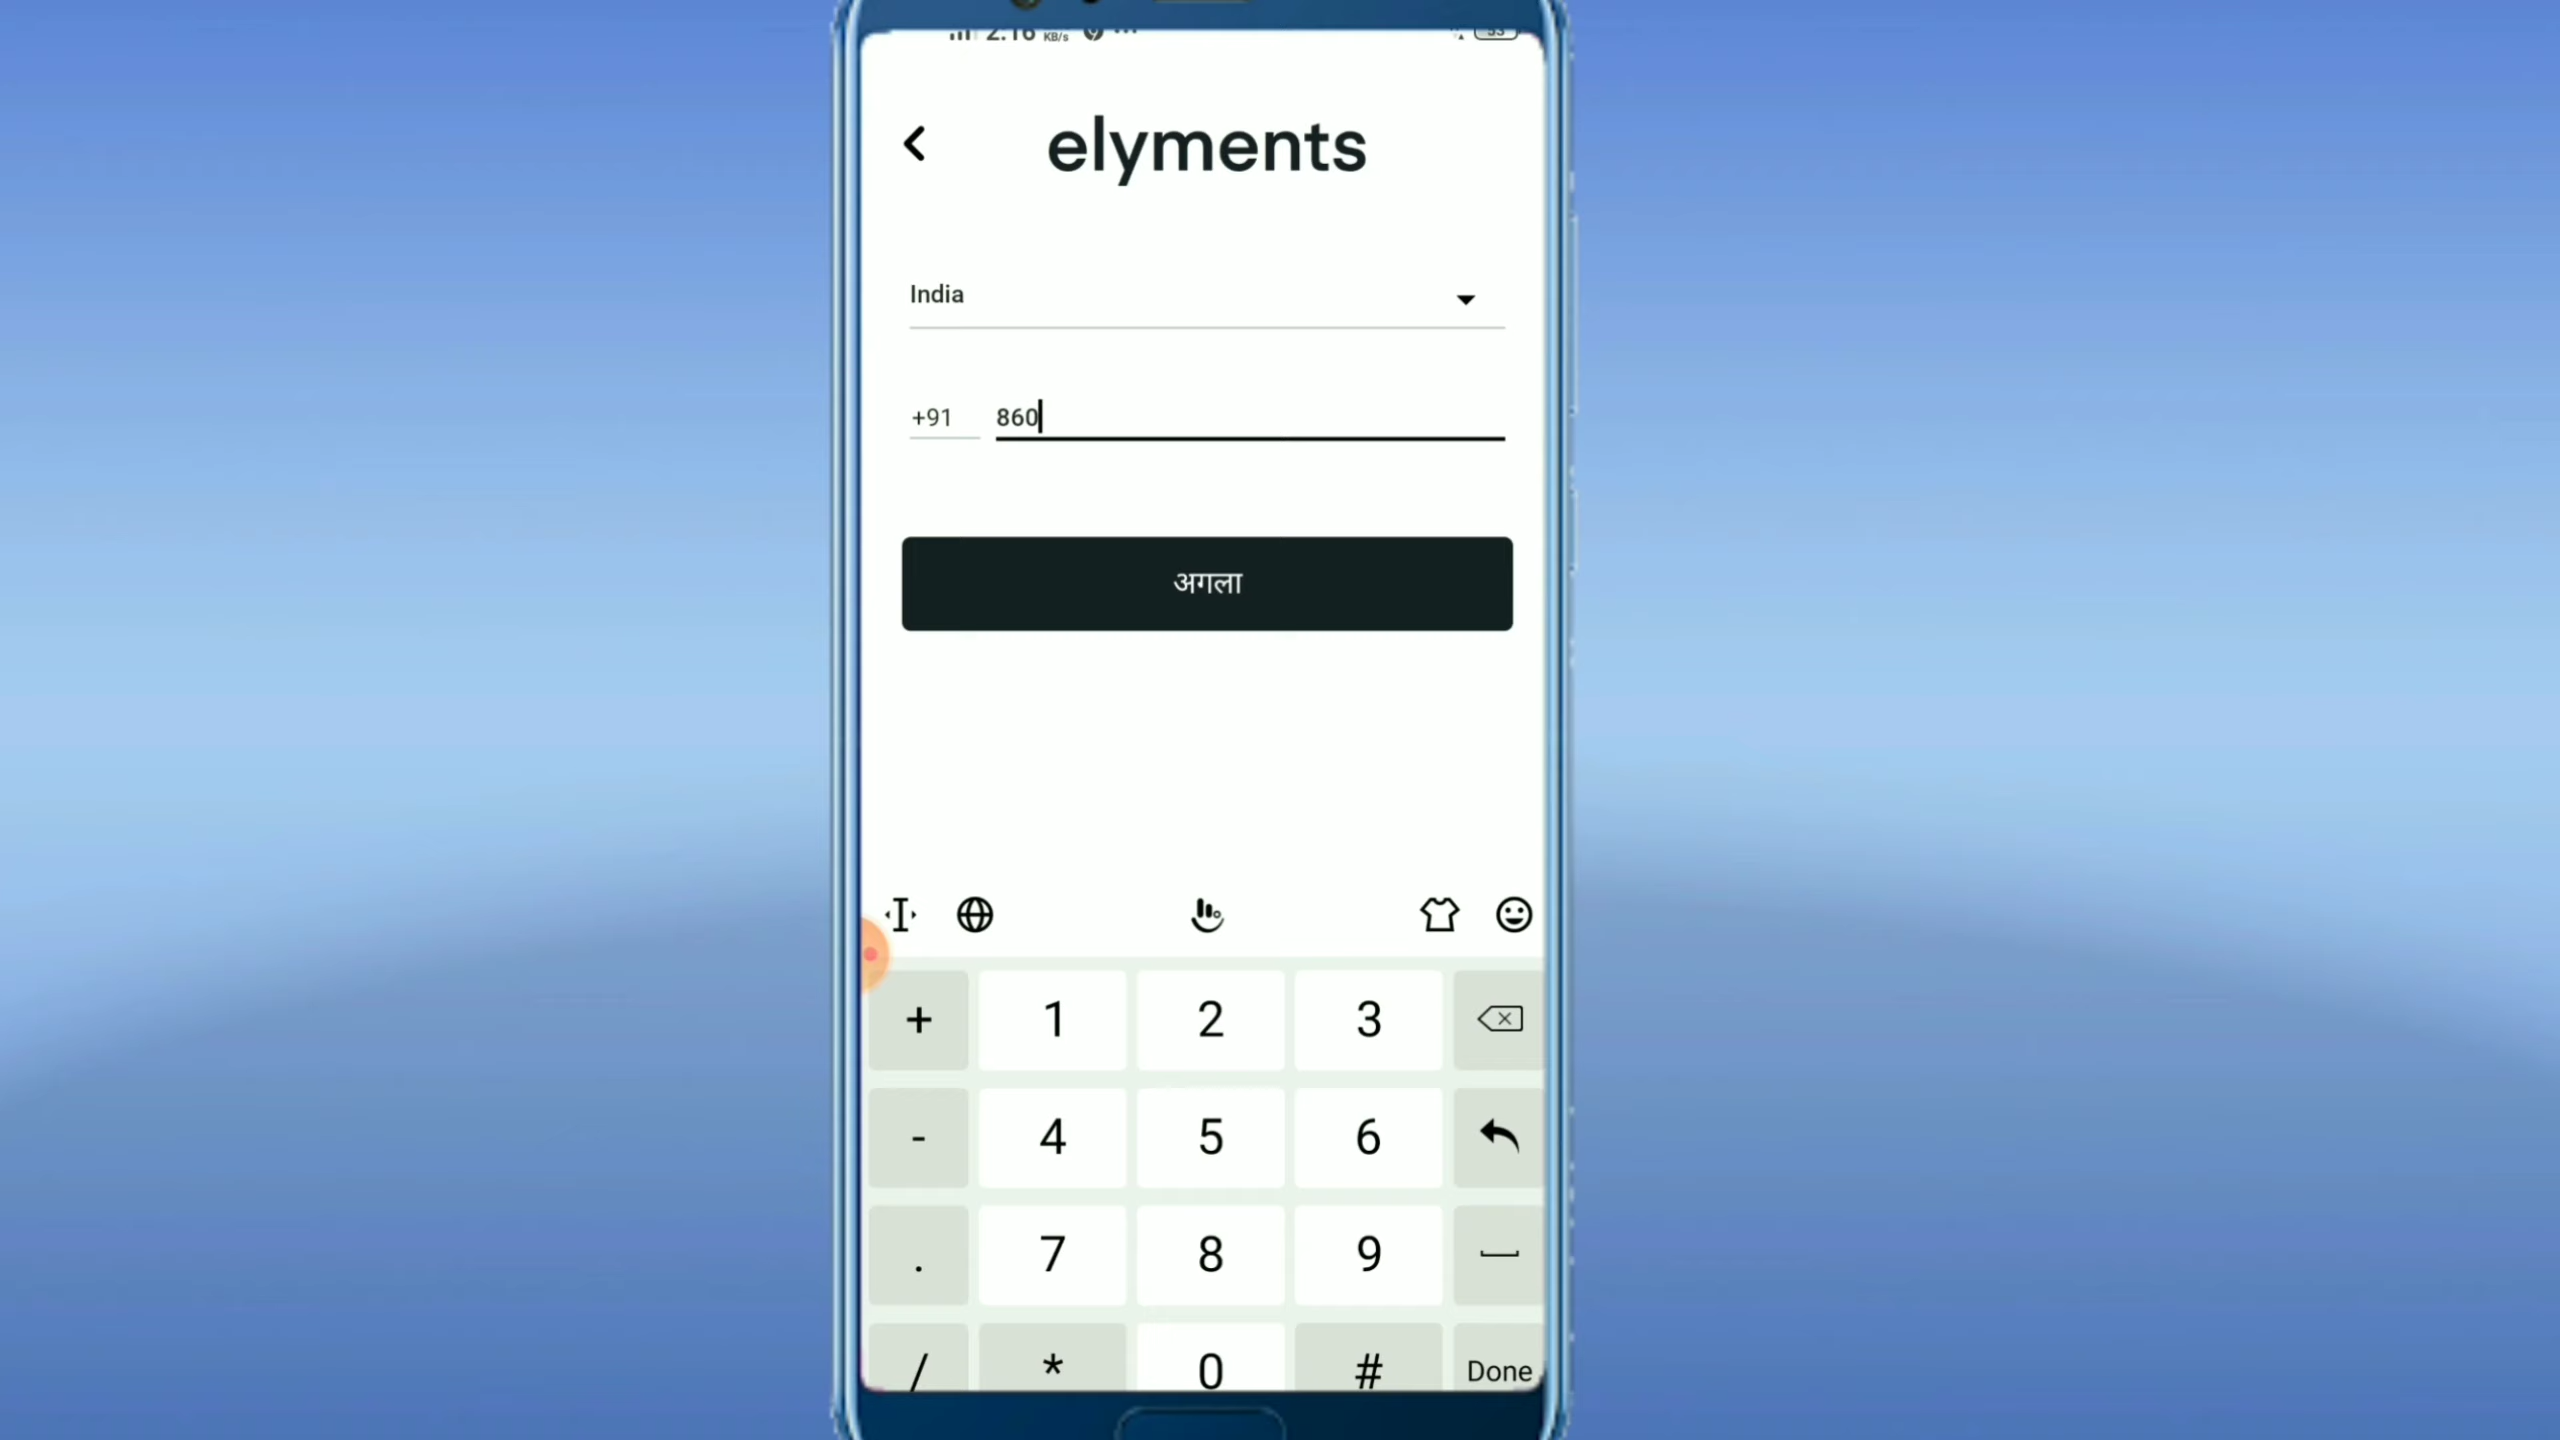 2.16 KB/s ... 53
elyments
India
+91 860
अगला
+ 1 2 3
- 4 5 6
. 7 8 9
/ * 0 # Done